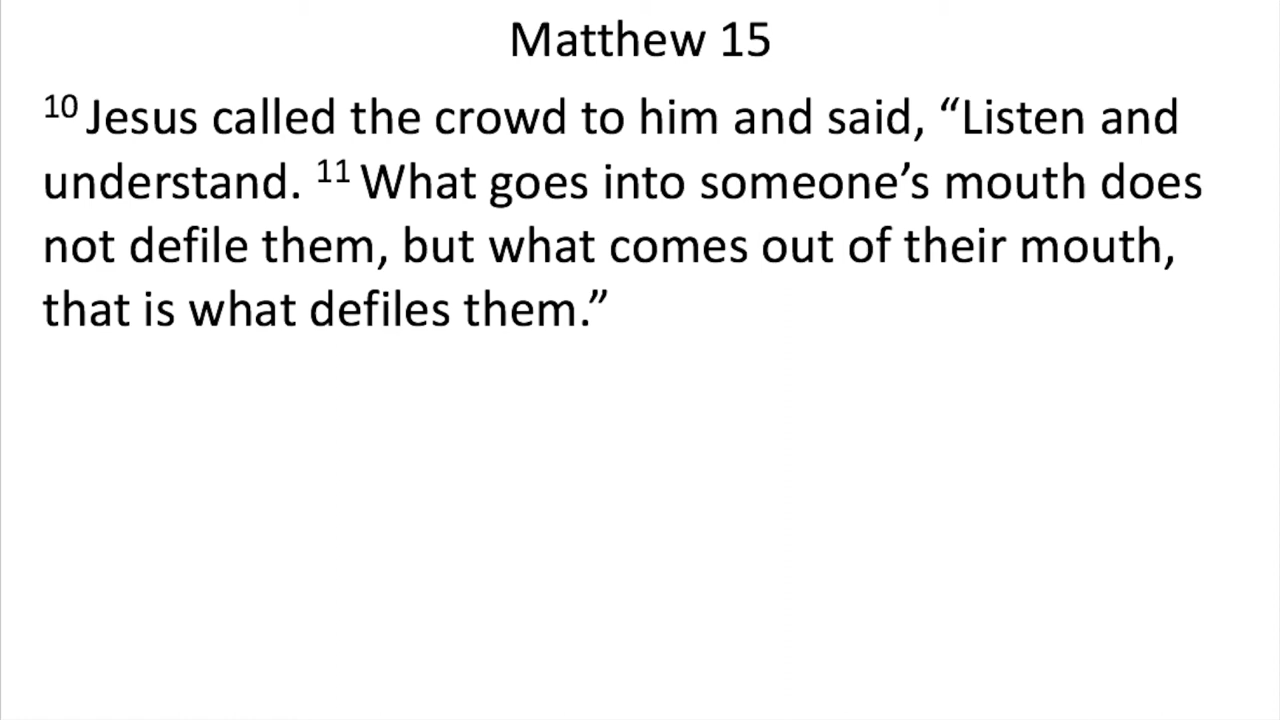 Matthew 15
10 Jesus called the crowd to him and said, “Listen and
understand. 11 What goes into someone’s mouth does
not defile them, but what comes out of their mouth,
that is what defiles them.”